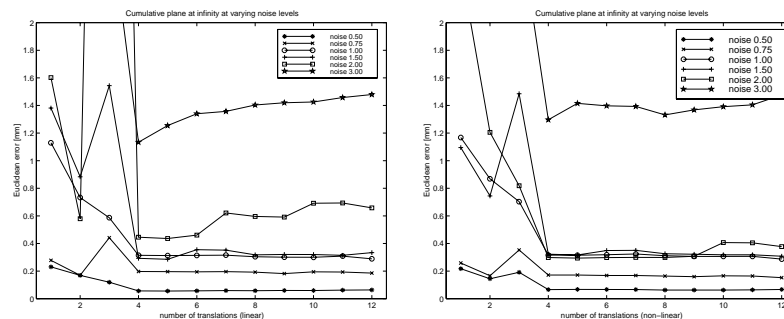 Cumulative plane at infinity at varying noise levels
2
1.8
1.6
1.4
1.2
1
0.8
0.6
0.4
0.2
0
Euclidean error [mm]
2
4
6
8
10
12
number of translations (linear)
noise 0.50
noise 0.75
noise 1.00
noise 1.50
noise 2.00
noise 3.00
Cumulative plane at infinity at varying noise levels
2
1.8
1.6
1.4
1.2
1
0.8
0.6
0.4
0.2
0
Euclidean error [mm]
2
4
6
8
10
12
number of translations (non-linear)
noise 0.50
noise 0.75
noise 1.00
noise 1.50
noise 2.00
noise 3.00